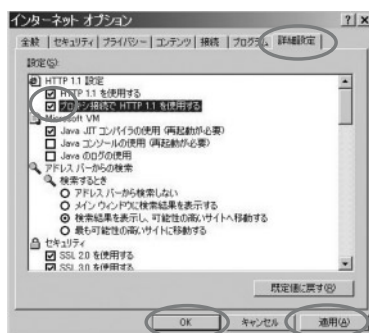 インターネット オプション ? ×
全般 セキュリティ プライバシー コンテンツ 接続 プログラム 詳細設定
設定(S):
HTTP 1.1 設定
HTTP 1.1 を使用する
プロキシ接続で HTTP 1.1 を使用する
Microsoft VM
Java JIT コンパイラの使用 (再起動が必要)
Java コンソールの使用 (再起動が必要)
Java のログの使用
アドレス バーからの検索
検索するとき
アドレス バーから検索しない
メイン ウィンドウに検索結果を表示する
検索結果を表示し、可能性の高いサイトへ移動する
最も可能性の高いサイトに移動する
セキュリティ
SSL 2.0 を使用する
SSL 3.0 を使用する
既定値に戻す(R)
OK キャンセル 適用(A)